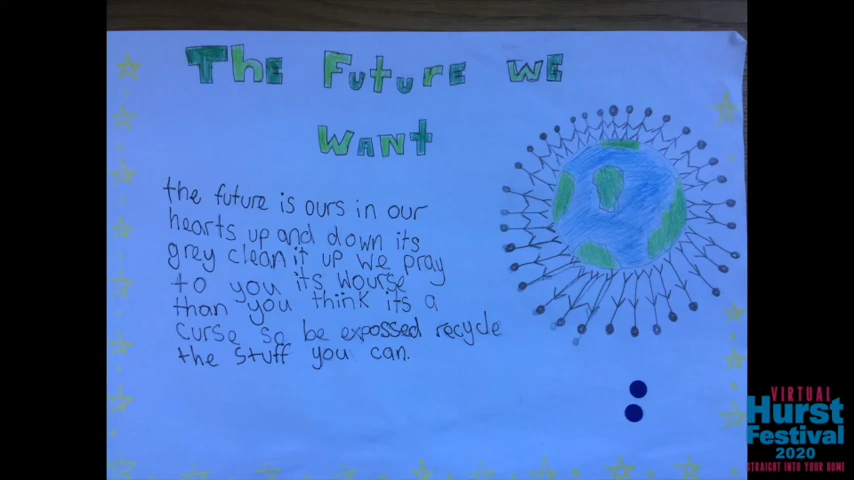 The Future we
want
the future is ours in our
hearts up and down its
grey clean it up we pray
to you its wourse
than you think its a
curse so be expossed recycle
the stuff you can.
VIRTUAL
Hurst
Festival
2020
STRAIGHT INTO YOUR HOME